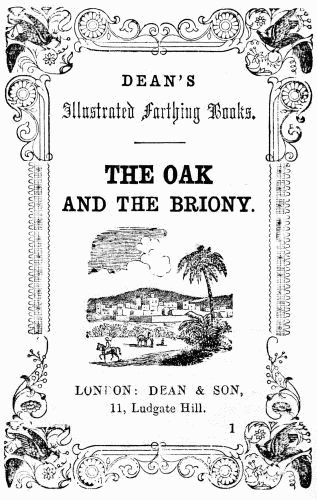 DEAN'S
Illustrated Farthing Books.
THE OAK
AND THE BRIONY.
LONDON: DEAN & SON,
11, Ludgate Hill.
1